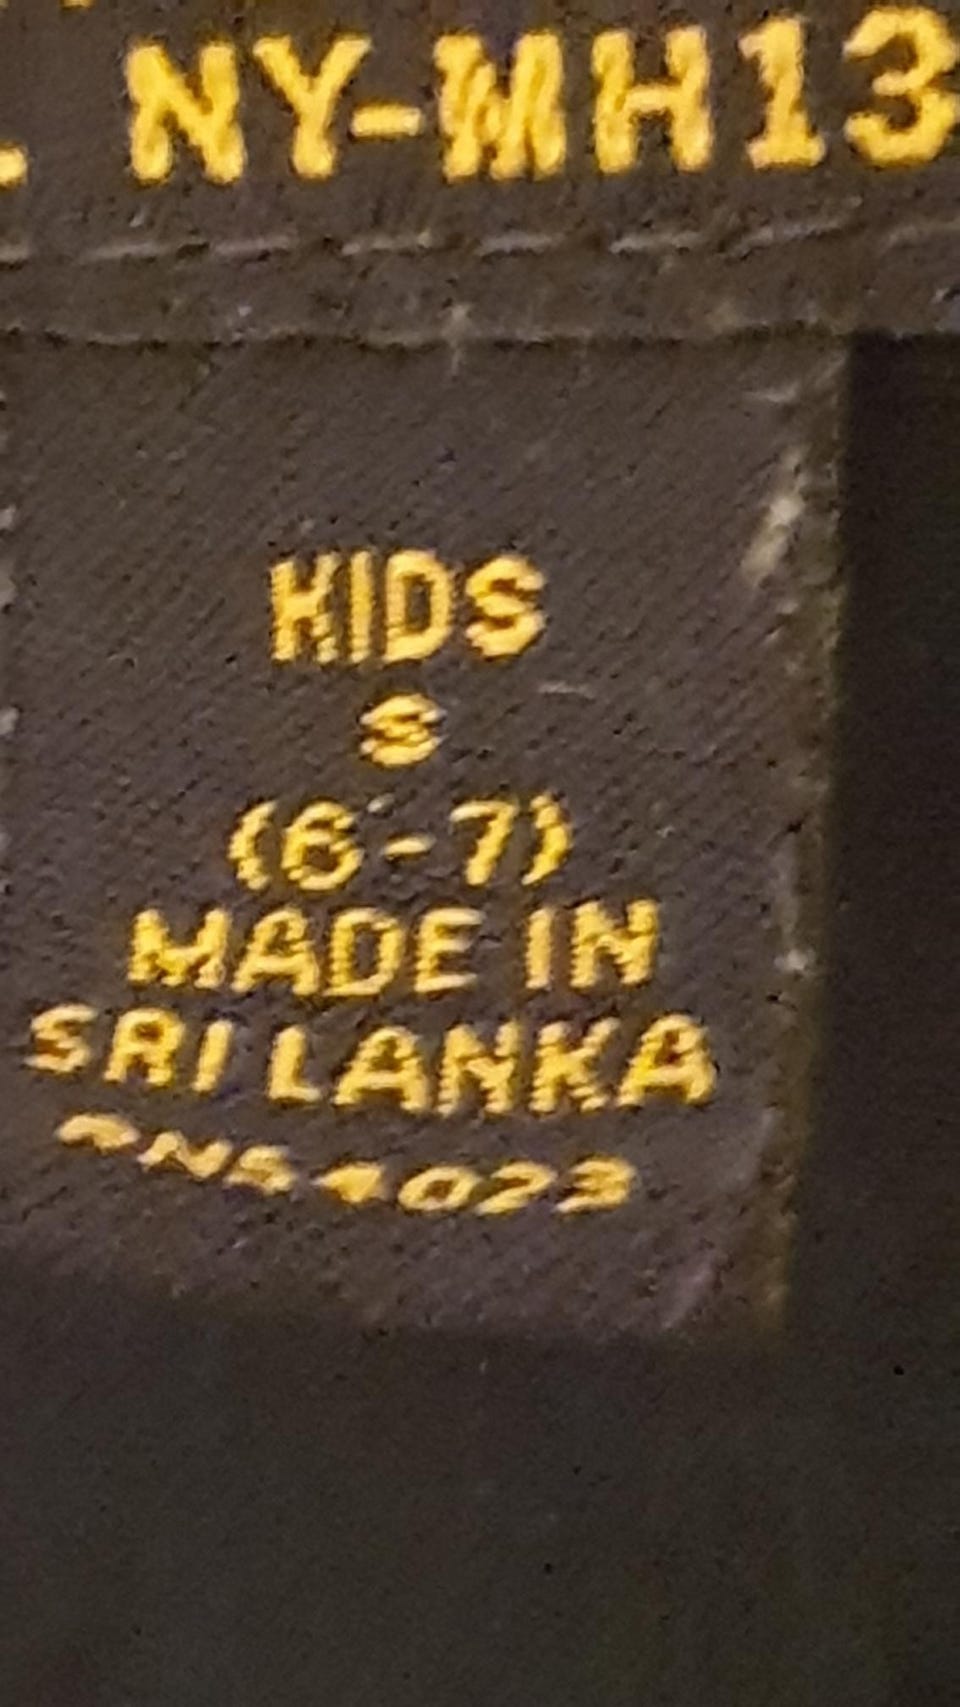 NY-MH13
KIDS
S
(6-7)
MADE IN
SRI LANKA